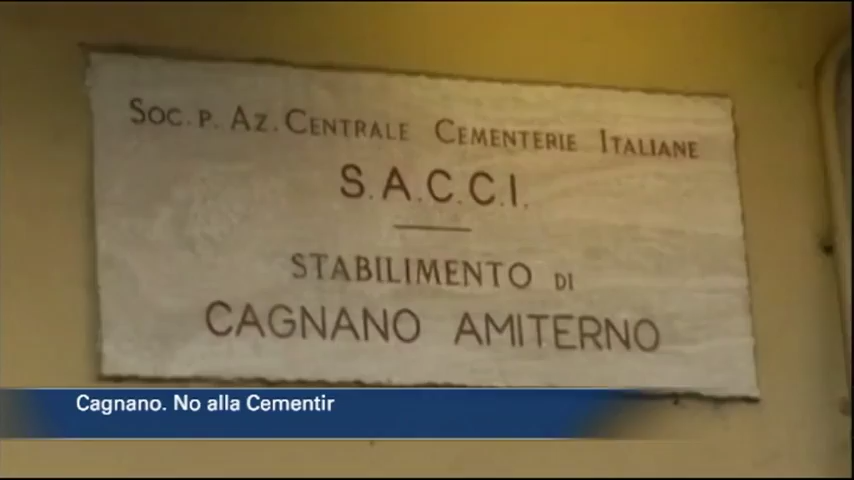 Soc. p. Az. Centrale Cementerie Italiane
S.A.C.C.I.
STABILIMENTO DI
CAGNANO AMITERNO
Cagnano. No alla Cementir